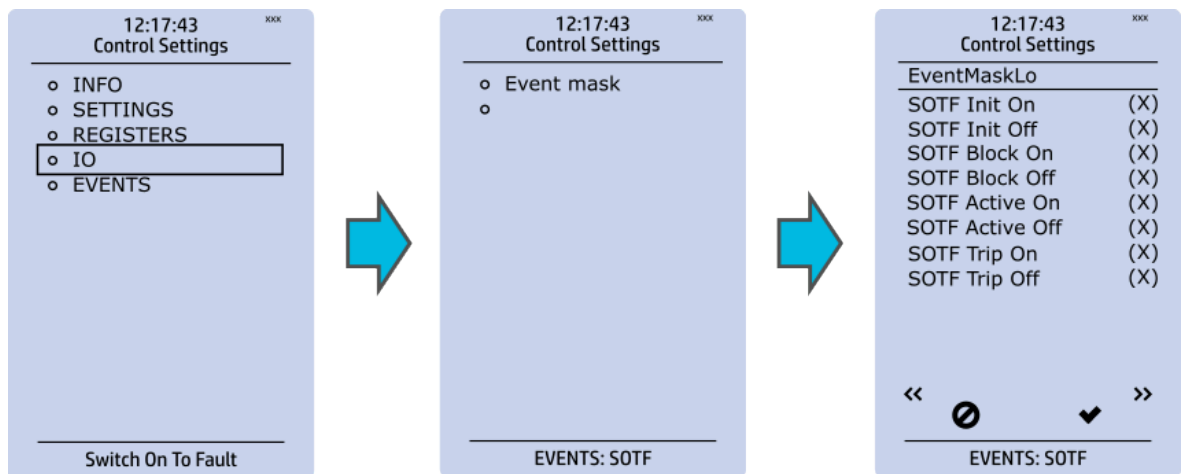 12:17:43 xxx
Control Settings
INFO
SETTINGS
REGISTERS
IO
EVENTS
Switch On To Fault
12:17:43 xxx
Control Settings
Event mask
EVENTS: SOTF
12:17:43 xxx
Control Settings
EventMaskLo
SOTF Init On (X)
SOTF Init Off (X)
SOTF Block On (X)
SOTF Block Off (X)
SOTF Active On (X)
SOTF Active Off (X)
SOTF Trip On (X)
SOTF Trip Off (X)
<< >>
EVENTS: SOTF